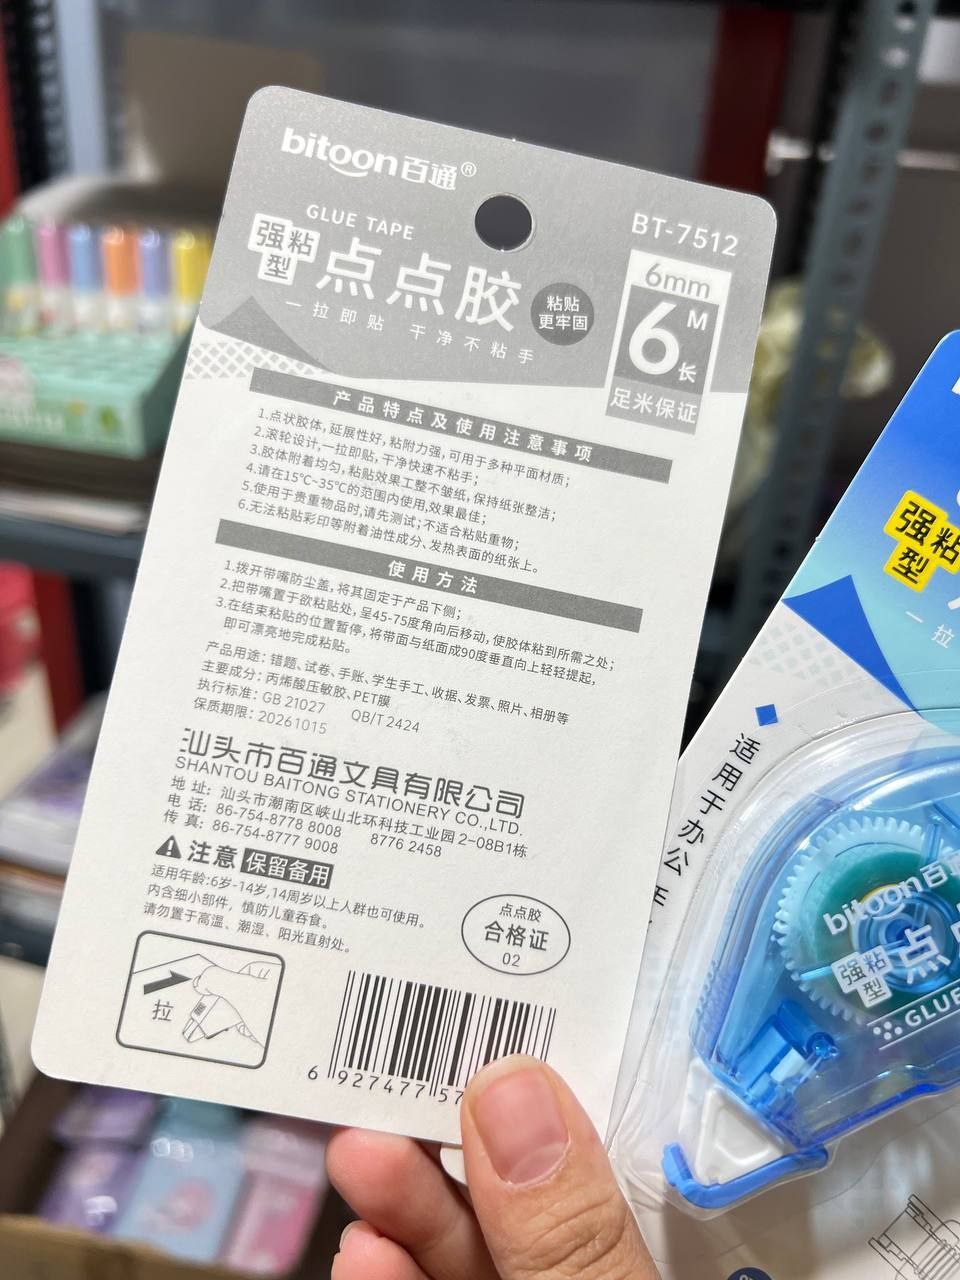 bitoon百通®
GLUE TAPE
强粘型
点点胶
粘贴
更牢固
一拉即贴 干净不粘手
BT-7512
6mm
6M长
足米保证
产品特点及使用注意事项
1.点状胶体,延展性好,粘附力强,可用于多种平面材质;
2.滚轮设计,一拉即贴,干净快速不粘手;
3.胶体附着均匀,粘贴效果工整不皱纸,保持纸张整洁;
4.请在15℃~35℃的范围内使用,效果最佳;
5.使用于贵重物品时,请先测试;不适合粘贴重物;
6.无法粘贴彩印等附着油性成分、发热表面的纸张上。
使用方法
1.拨开带嘴防尘盖,将其固定于产品下侧;
2.把带嘴置于欲粘贴处,呈45-75度角向后移动,使胶体粘到所需之处;
3.在结束粘贴的位置暂停,将带面与纸面成90度垂直向上轻轻提起,
即可漂亮地完成粘贴。
产品用途: 错题、试卷、手账、学生手工、收据、发票、照片、相册等
主要成分: 丙烯酸压敏胶、PET膜
执行标准: GB 21027 QB/T 2424
保质期限: 20261015
汕头市百通文具有限公司
SHANTOU BAITONG STATIONERY CO.,LTD.
地 址: 汕头市潮南区峡山北环科技工业园2-08B1栋
电 话: 86-754-8778 8008 8776 2458
传 真: 86-754-8777 9008
注意 保留备用
适用年龄:6岁-14岁,14周岁以上人群也可使用。
内含细小部件, 慎防儿童吞食。
请勿置于高温、潮湿、阳光直射处。
点点胶
合格证
02
拉
6 927477 57
强粘型
一拉
适用于办公
bitoon百
强粘型
点
GLUE